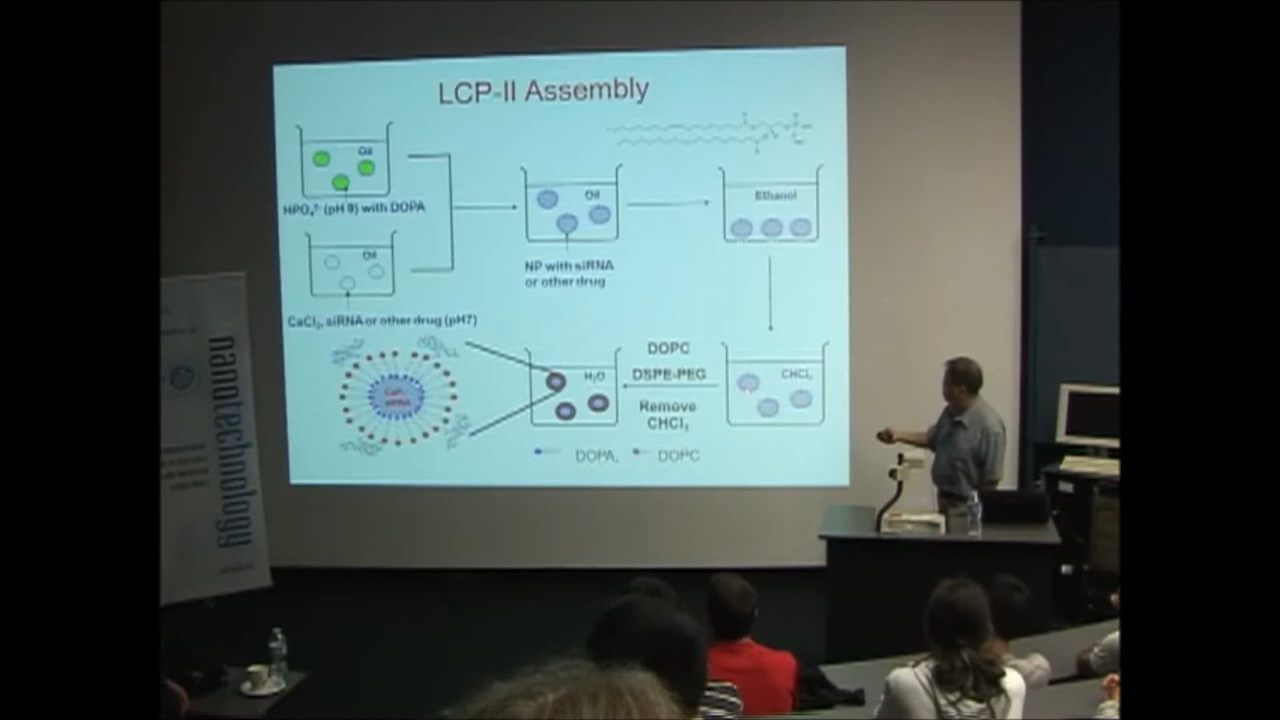 LCP-II Assembly
Oil
HPO₄²⁻ (pH 9) with DOPA
Oil
CaCl₂, siRNA or other drug (pH7)
Oil
NP with siRNA
or other drug
Ethanol
CHCl₃
DOPC
DSPE-PEG
Remove
CHCl₃
H₂O
DOPA,
DOPC
nanotechnology